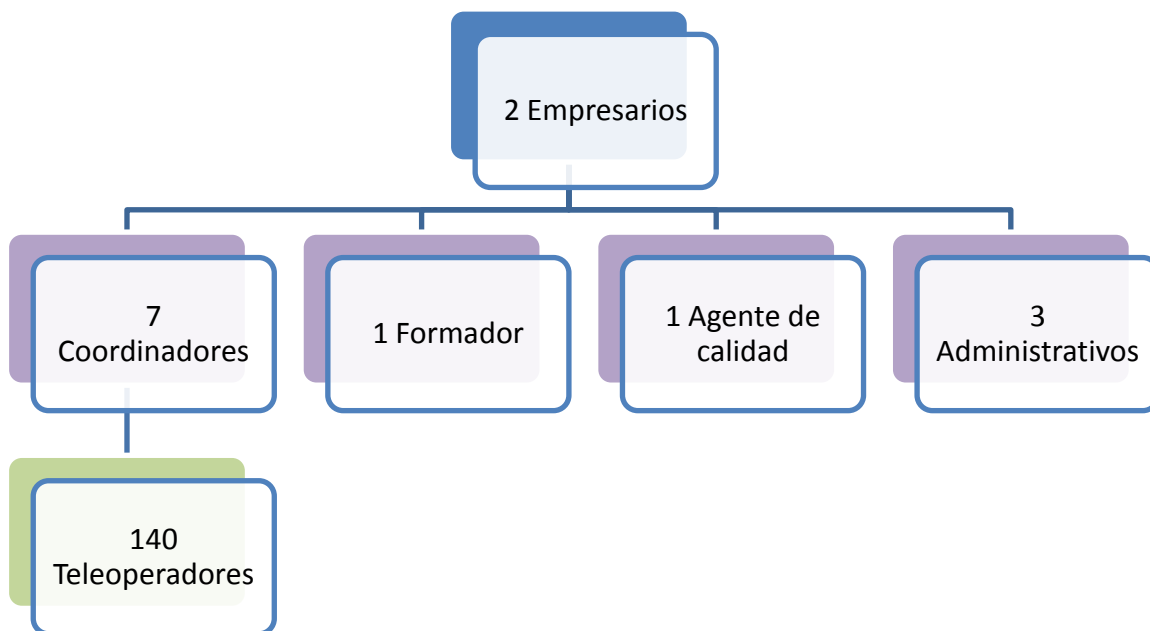 2 Empresarios
7
Coordinadores
1 Formador
1 Agente de
calidad
3
Administrativos
140
Teleoperadores